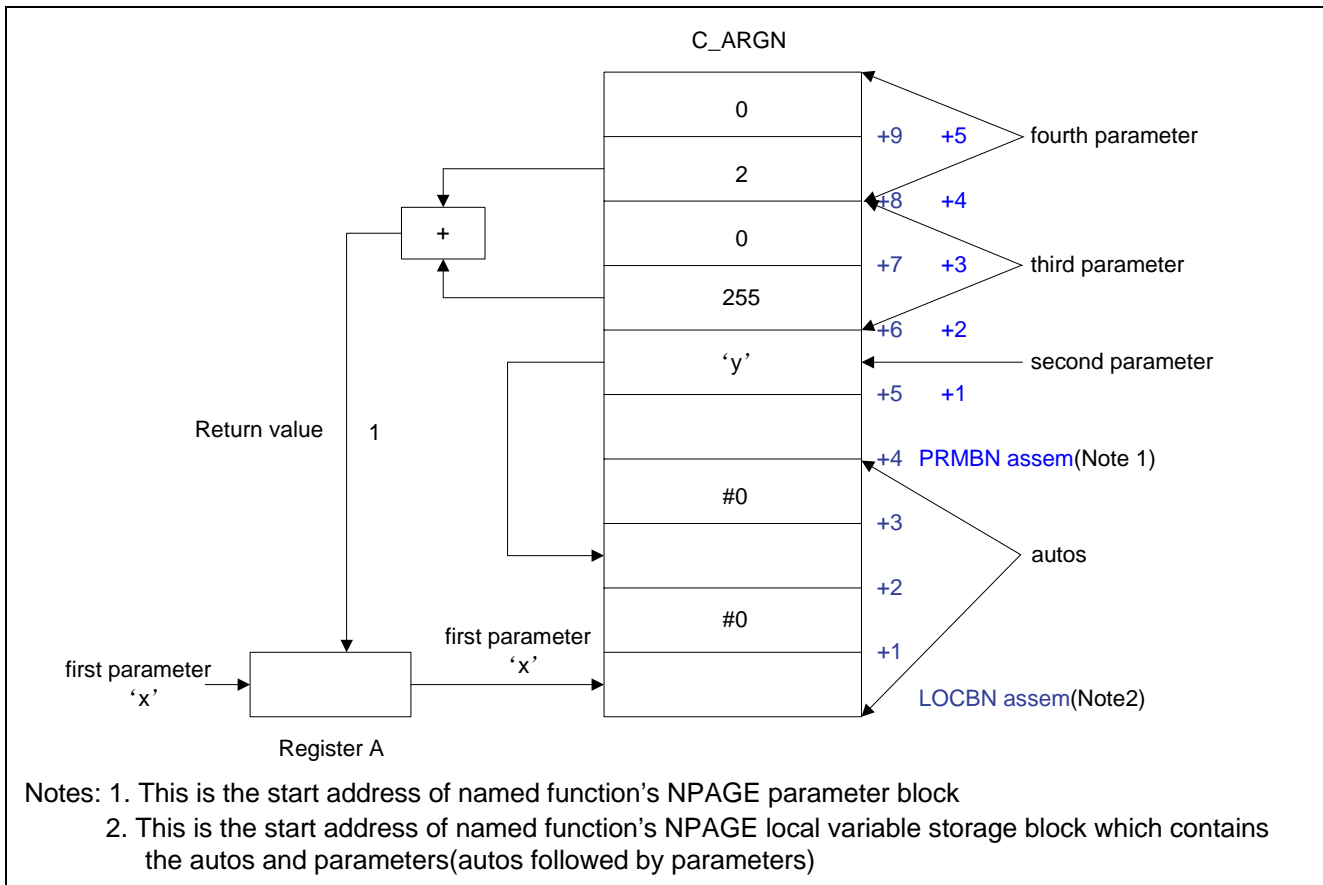 C_ARGN
0
+9 +5 fourth parameter
2
+8 +4
+
0
+7 +3 third parameter
255
+6 +2
‘y’ second parameter
+5 +1
Return value 1
+4 PRMBN assem(Note 1)
#0
+3
autos
+2
#0
first parameter
‘x’
+1
first parameter
‘x’
LOCBN assem(Note2)
Register A
Notes: 1. This is the start address of named function’s NPAGE parameter block
2. This is the start address of named function’s NPAGE local variable storage block which contains
the autos and parameters(autos followed by parameters)